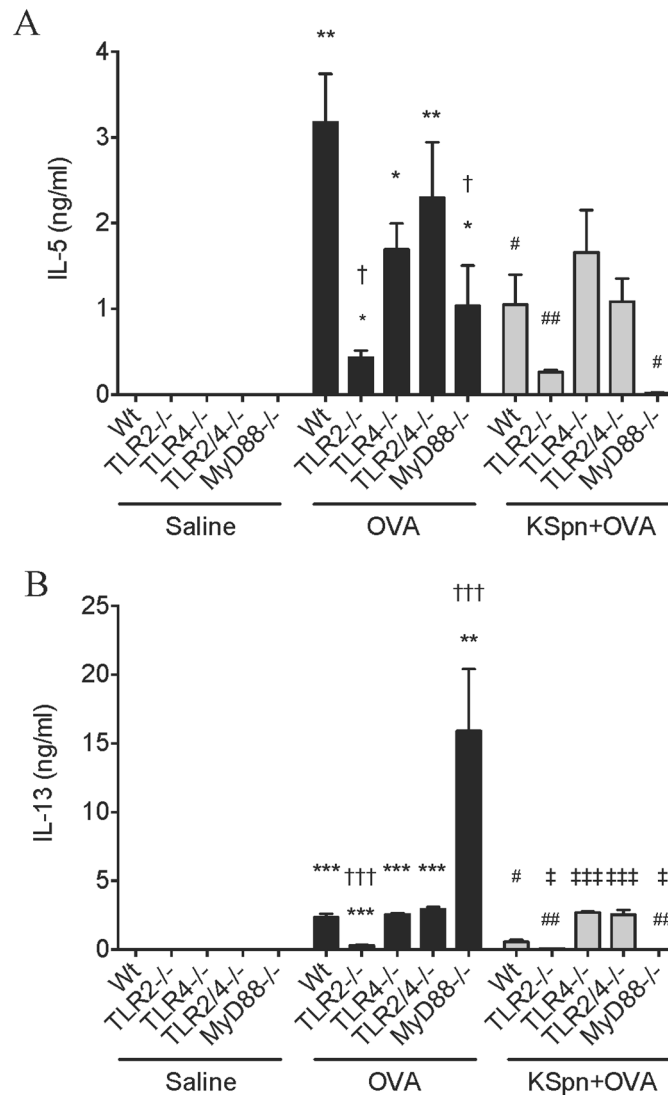 A
**
4
**
3
*
†
†
#
2
*
*
##
#
1
0
IL-5 (ng/ml)
Wt
TLR2-/-
TLR4-/-
TLR2/4-/-
MyD88-/-
Wt
TLR2-/-
TLR4-/-
TLR2/4-/-
MyD88-/-
Wt
TLR2-/-
TLR4-/-
TLR2/4-/-
MyD88-/-
Saline
OVA
KSpn+OVA
B
25
†††
**
20
15
10
5
0
IL-13 (ng/ml)
*** ††† *** *** # ‡ ‡‡‡ ‡‡‡ ‡
*** ## ##
Wt
TLR2-/-
TLR4-/-
TLR2/4-/-
MyD88-/-
Wt
TLR2-/-
TLR4-/-
TLR2/4-/-
MyD88-/-
Wt
TLR2-/-
TLR4-/-
TLR2/4-/-
MyD88-/-
Saline
OVA
KSpn+OVA